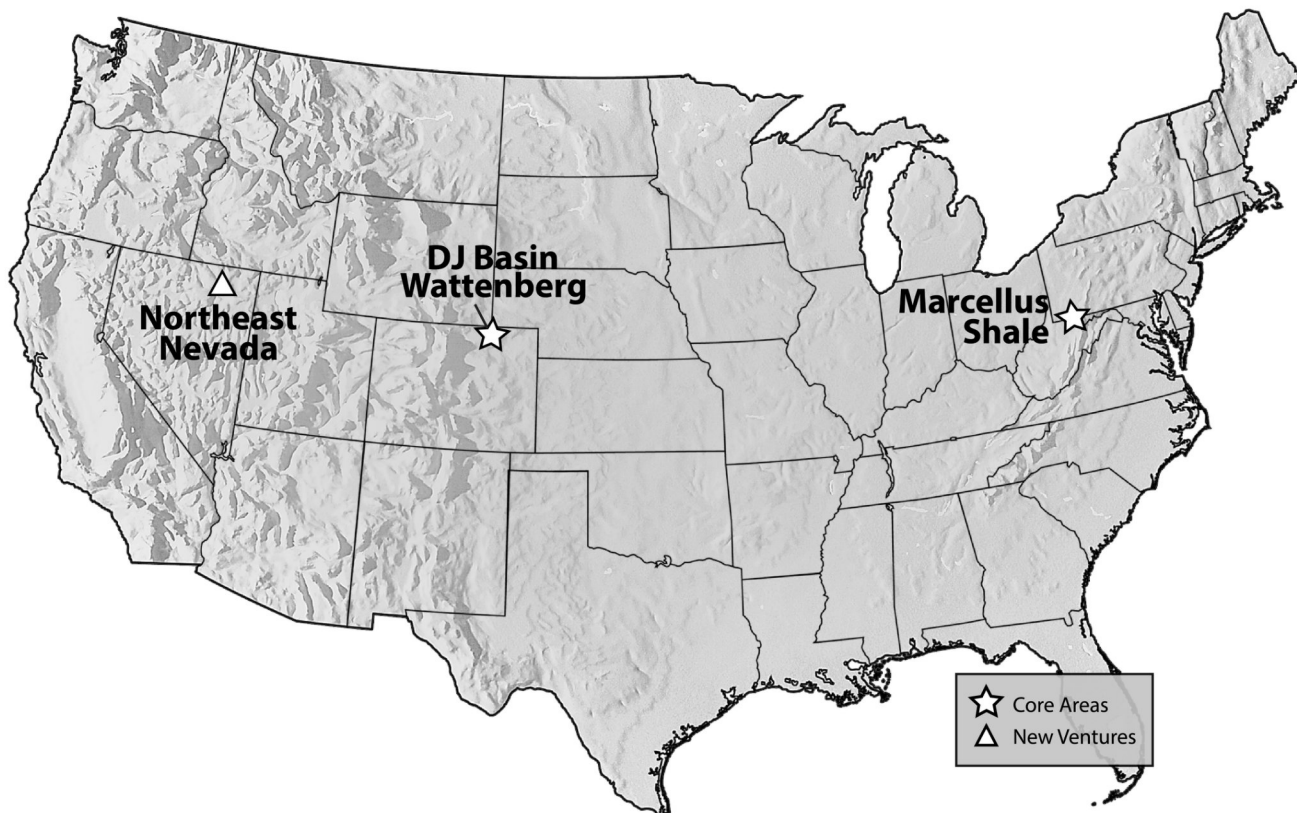 DJ Basin
Wattenberg
Northeast
Nevada
Marcellus
Shale
Core Areas
New Ventures